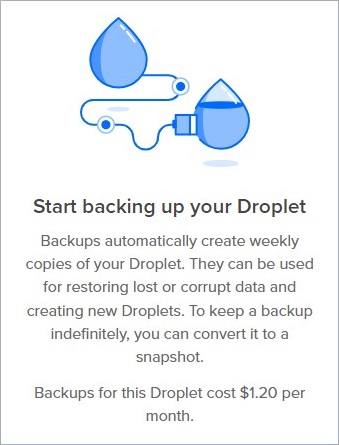 Start backing up your Droplet
Backups automatically create weekly
copies of your Droplet. They can be used
for restoring lost or corrupt data and
creating new Droplets. To keep a backup
indefinitely, you can convert it to a
snapshot.
Backups for this Droplet cost $1.20 per
month.